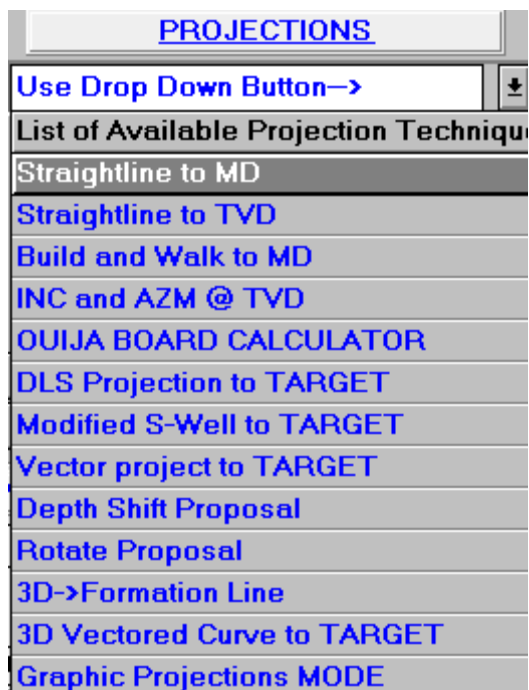 PROJECTIONS
Use Drop Down Button-->
List of Available Projection Techniqu
Straightline to MD
Straightline to TVD
Build and Walk to MD
INC and AZM @ TVD
OUIJA BOARD CALCULATOR
DLS Projection to TARGET
Modified S-Well to TARGET
Vector project to TARGET
Depth Shift Proposal
Rotate Proposal
3D->Formation Line
3D Vectored Curve to TARGET
Graphic Projections MODE